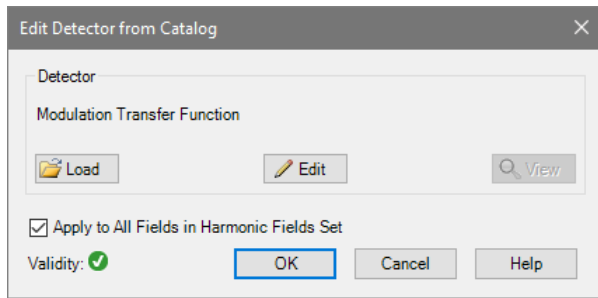 Edit Detector from Catalog
Detector
Modulation Transfer Function
Load Edit View
Apply to All Fields in Harmonic Fields Set
Validity: OK Cancel Help